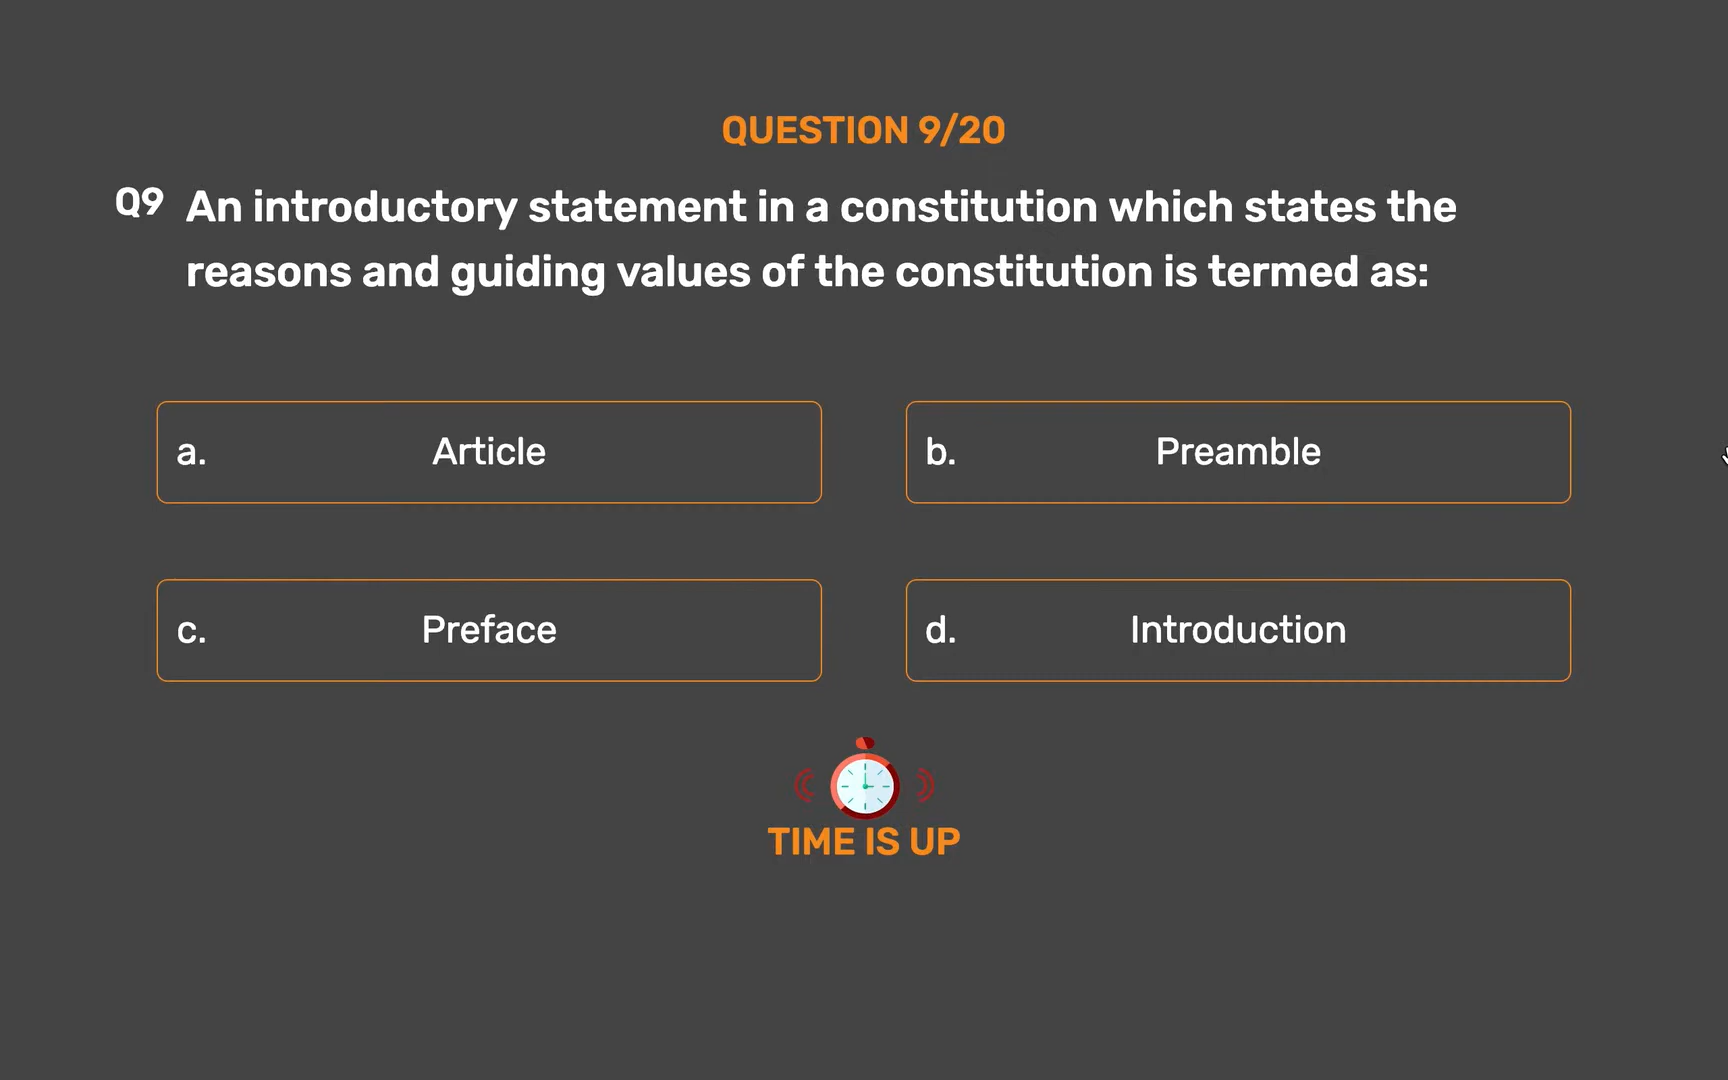 QUESTION 9/20
Q9 An introductory statement in a constitution which states the
reasons and guiding values of the constitution is termed as:
a. Article
b. Preamble
c. Preface
d. Introduction
TIME IS UP